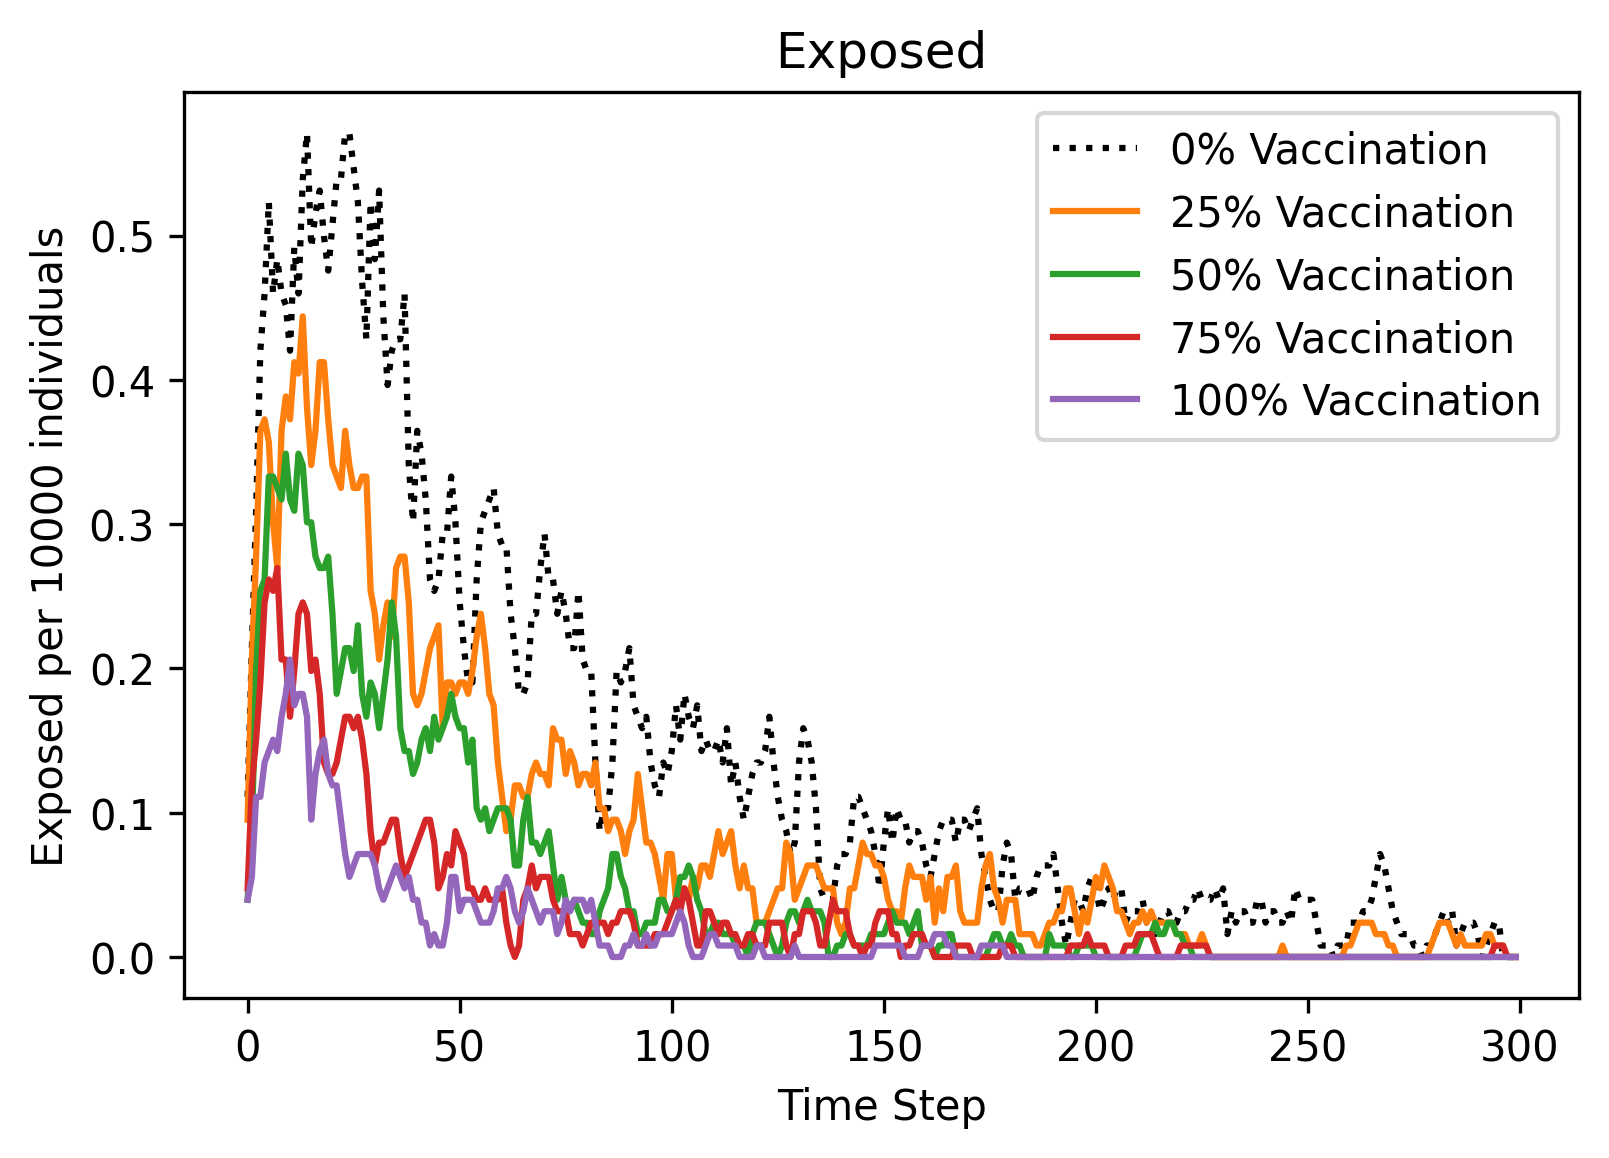 Exposed
Exposed per 10000 individuals
0.5
0.4
0.3
0.2
0.1
0.0
0% Vaccination
25% Vaccination
50% Vaccination
75% Vaccination
100% Vaccination
0 50 100 150 200 250 300
Time Step